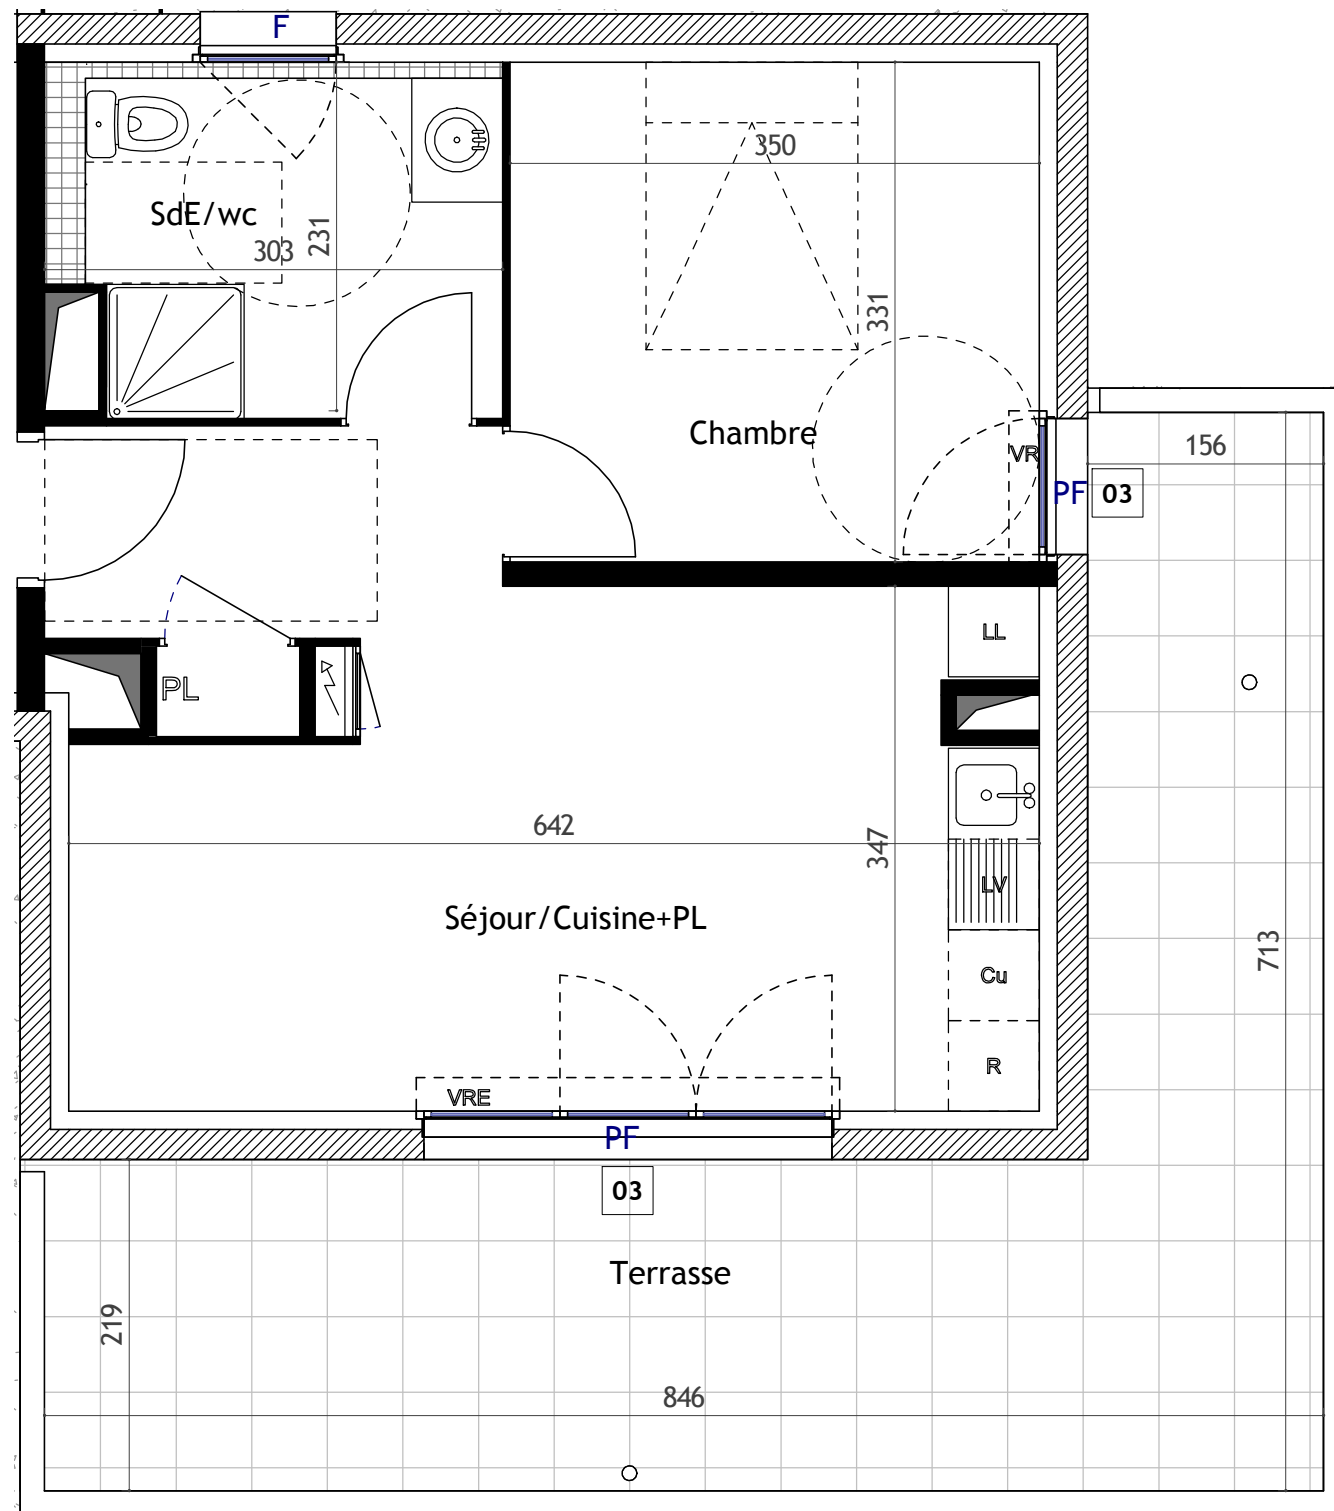 F
350
SdE/wc
231
303
331
Chambre
VR
156
PF
03
LL
PL
642
347
LV
Séjour/Cuisine+PL
713
Cu
R
VRE
PF
03
Terrasse
219
846